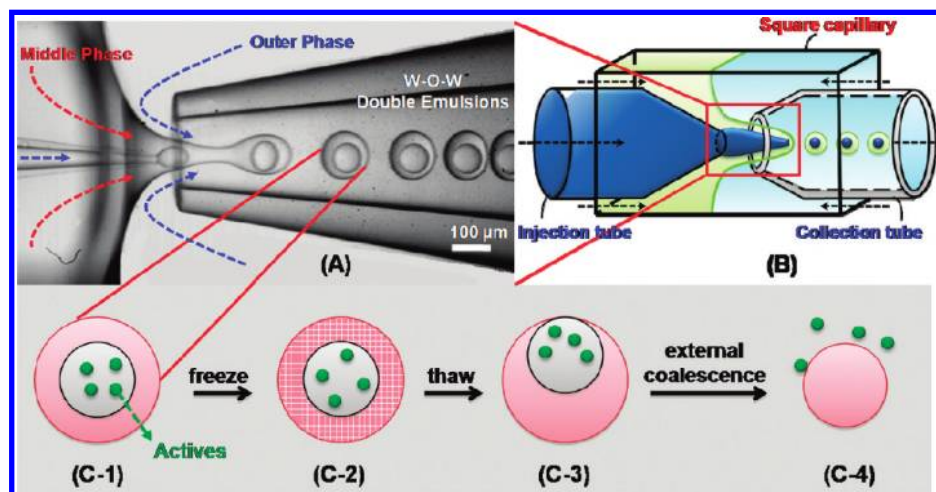 Middle Phase
Outer Phase
W-O-W
Double Emulsions
100 µm
(A)
Square capillary
Injection tube
Collection tube
(B)
freeze
thaw
external
coalescence
Actives
(C-1)
(C-2)
(C-3)
(C-4)